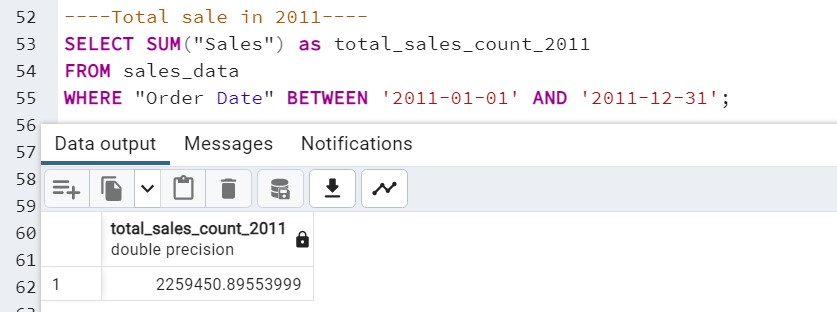 52 ----Total sale in 2011----
53 SELECT SUM("Sales") as total_sales_count_2011
54 FROM sales_data
55 WHERE "Order Date" BETWEEN '2011-01-01' AND '2011-12-31';
56
57 Data output Messages Notifications
58
59
60 total_sales_count_2011
double precision
61
62 1 2259450.89553999